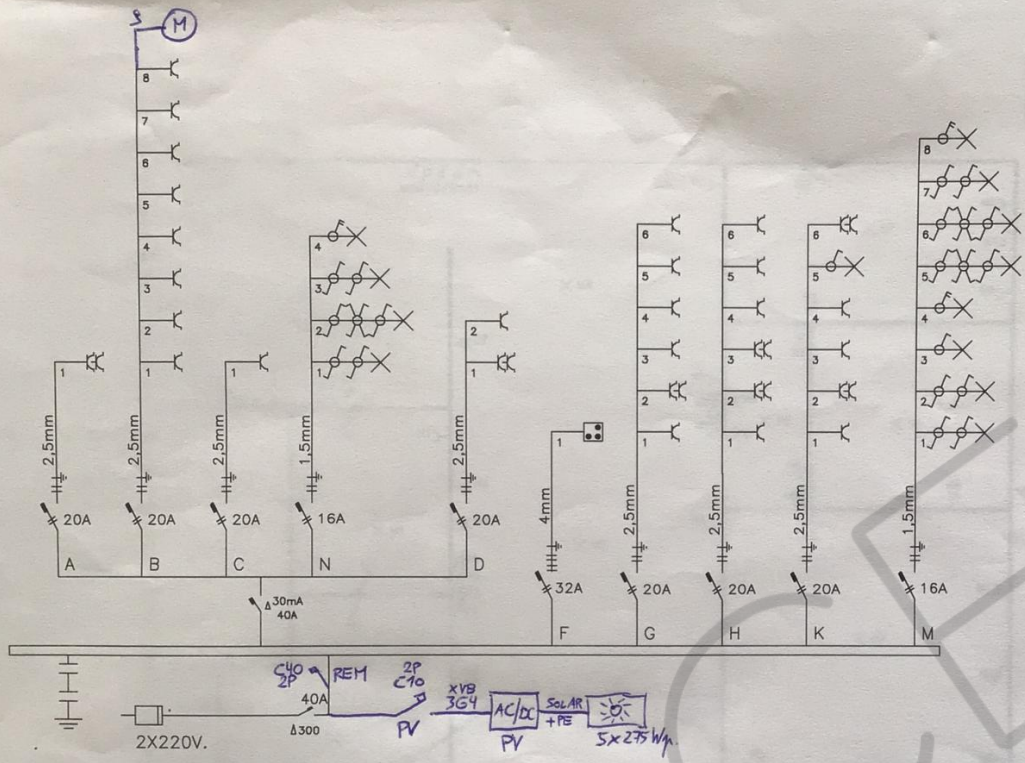 9
M
8
7
6
5
4
3
2
1
1
1
4
3
2
1
2
1
1
6
5
4
3
2
1
6
5
4
3
2
1
6
5
4
3
2
1
8
7
6
5
4
3
2
1
2,5mm
2,5mm
2,5mm
1,5mm
2,5mm
4mm
2,5mm
2,5mm
2,5mm
1,5mm
20A
20A
20A
16A
20A
32A
20A
20A
20A
16A
A
B
C
N
D
F
G
H
K
M
Δ30mA
40A
C40
2P
REM
2P
C10
PV
XVB
3G4
AC/DC
PV
SOLAR
+PE
5x275Wp.
40A
Δ300
2X220V.